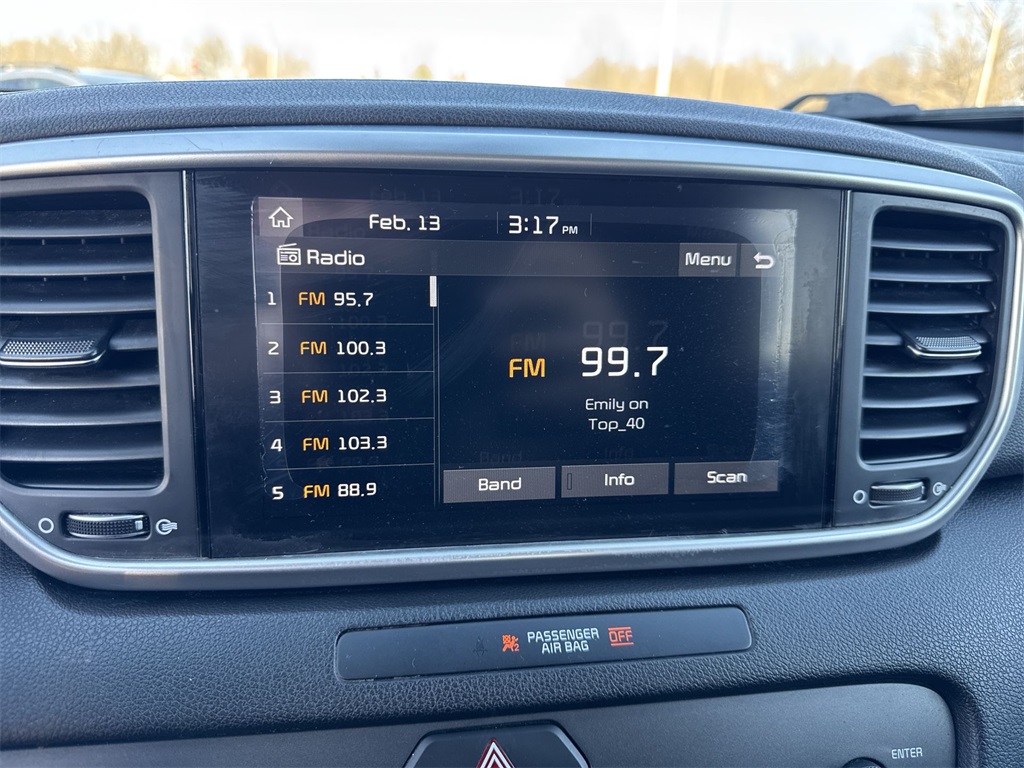 Feb. 13 3:17 PM
Radio Menu
1 FM 95.7
2 FM 100.3
3 FM 102.3
4 FM 103.3
5 FM 88.9
FM 99.7
Emily on
Top_40
Band Info Scan
2 PASSENGER AIR BAG OFF
ENTER